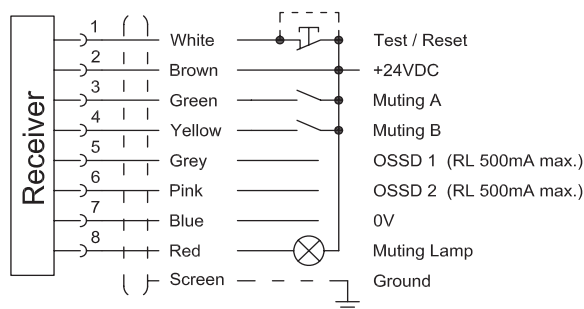 Receiver
1 White Test / Reset
2 Brown +24VDC
3 Green Muting A
4 Yellow Muting B
5 Grey OSSD 1 (RL 500mA max.)
6 Pink OSSD 2 (RL 500mA max.)
7 Blue 0V
8 Red Muting Lamp
Screen Ground